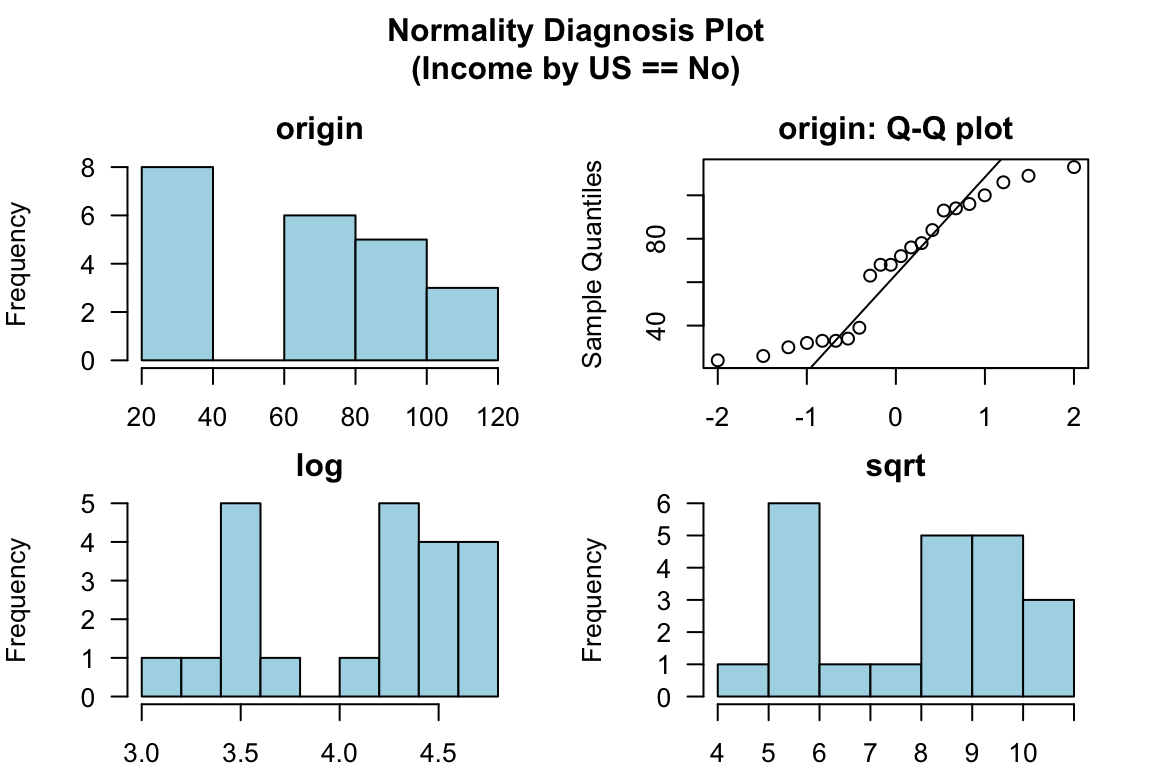 Normality Diagnosis Plot
(Income by US == No)
origin
Frequency
8
6
4
2
0
20 40 60 80 100 120
origin: Q-Q plot
Sample Quantiles
80
40
-2 -1 0 1 2
log
Frequency
5
4
3
2
1
0
3.0 3.5 4.0 4.5
sqrt
Frequency
6
5
4
3
2
1
0
4 5 6 7 8 9 10